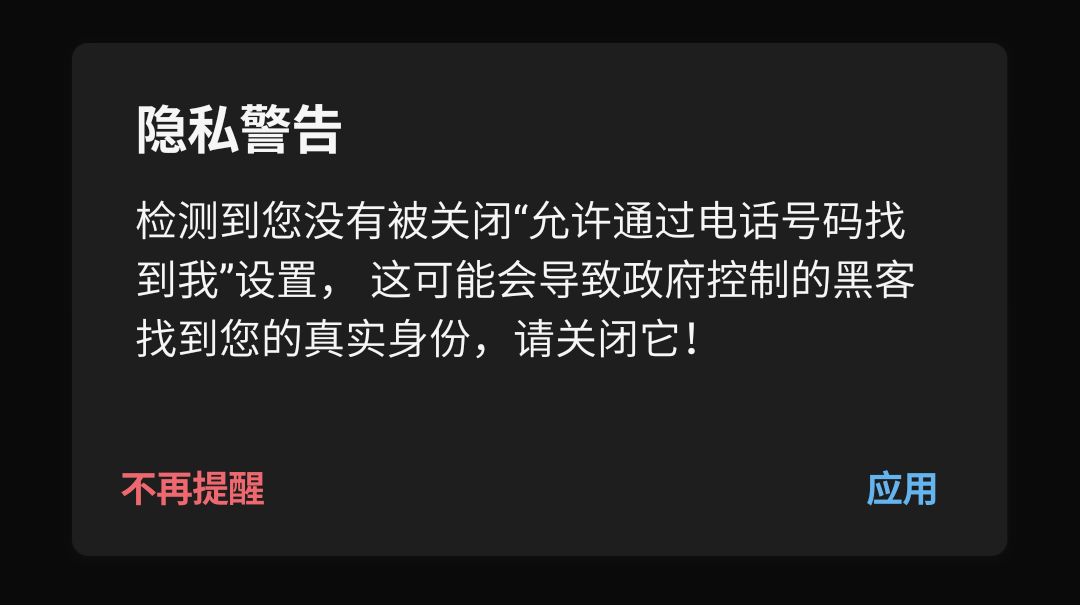 隐私警告
检测到您没有被关闭“允许通过电话号码找
到我”设置， 这可能会导致政府控制的黑客
找到您的真实身份，请关闭它！
不再提醒
应用